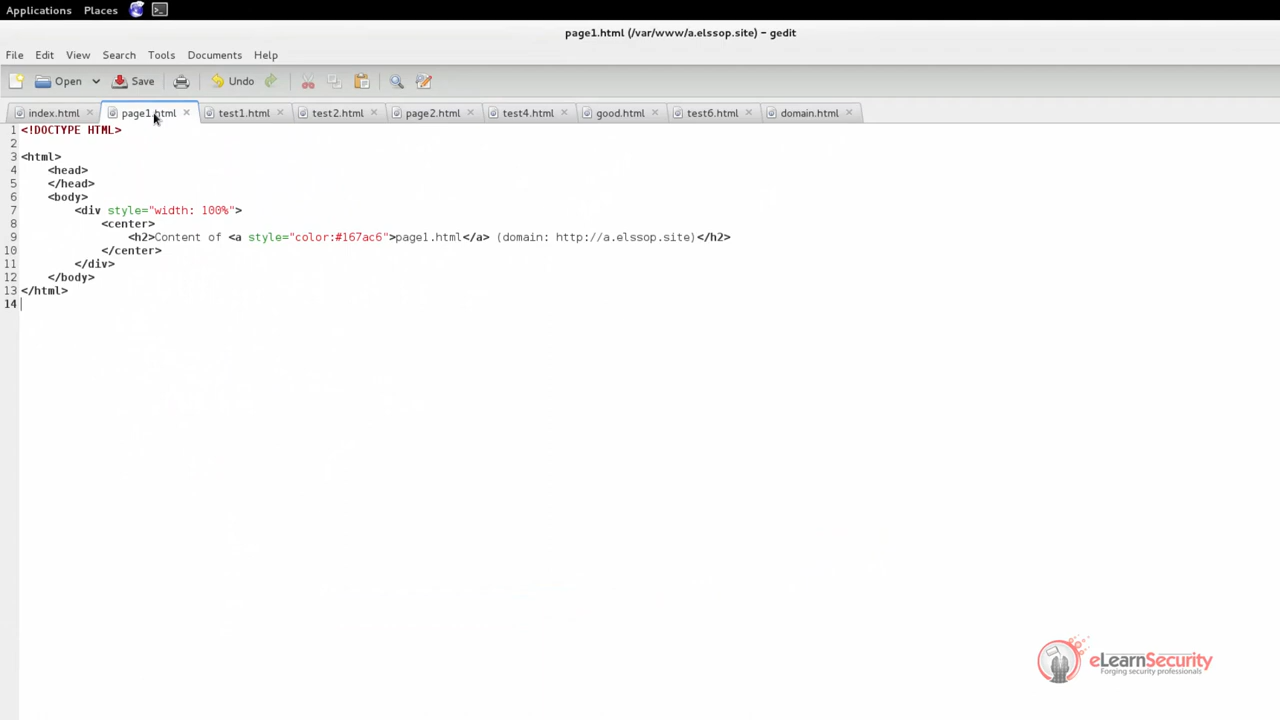 Applications Places
page1.html (/var/www/a.elssop.site) - gedit
File Edit View Search Tools Documents Help
Open Save Undo
index.html page1.html test1.html test2.html page2.html test4.html good.html test6.html domain.html
1 <!DOCTYPE HTML>
2
3 <html>
4 <head>
5 </head>
6 <body>
7 <div style="width: 100%">
8 <center>
9 <h2>Content of <a style="color:#167ac6">page1.html</a> (domain: http://a.elssop.site)</h2>
10 </center>
11 </div>
12 </body>
13 </html>
14
eLearnSecurity
Forging security professionals